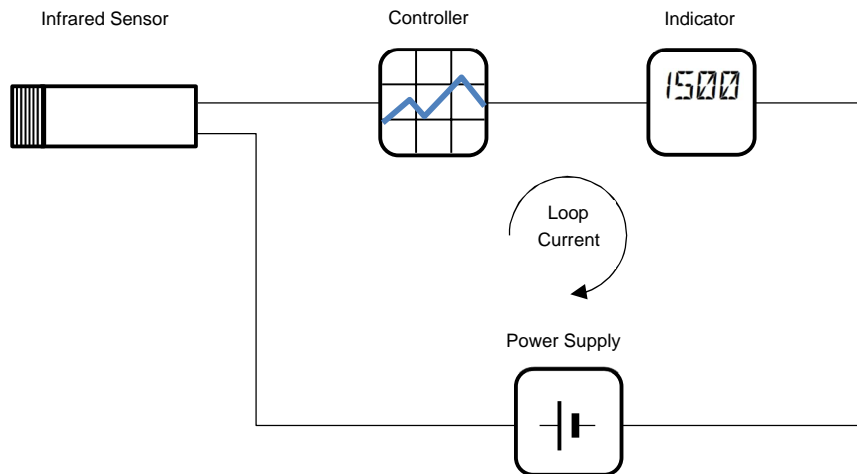 Infrared Sensor
Controller
Indicator
1500
Loop
Current
Power Supply